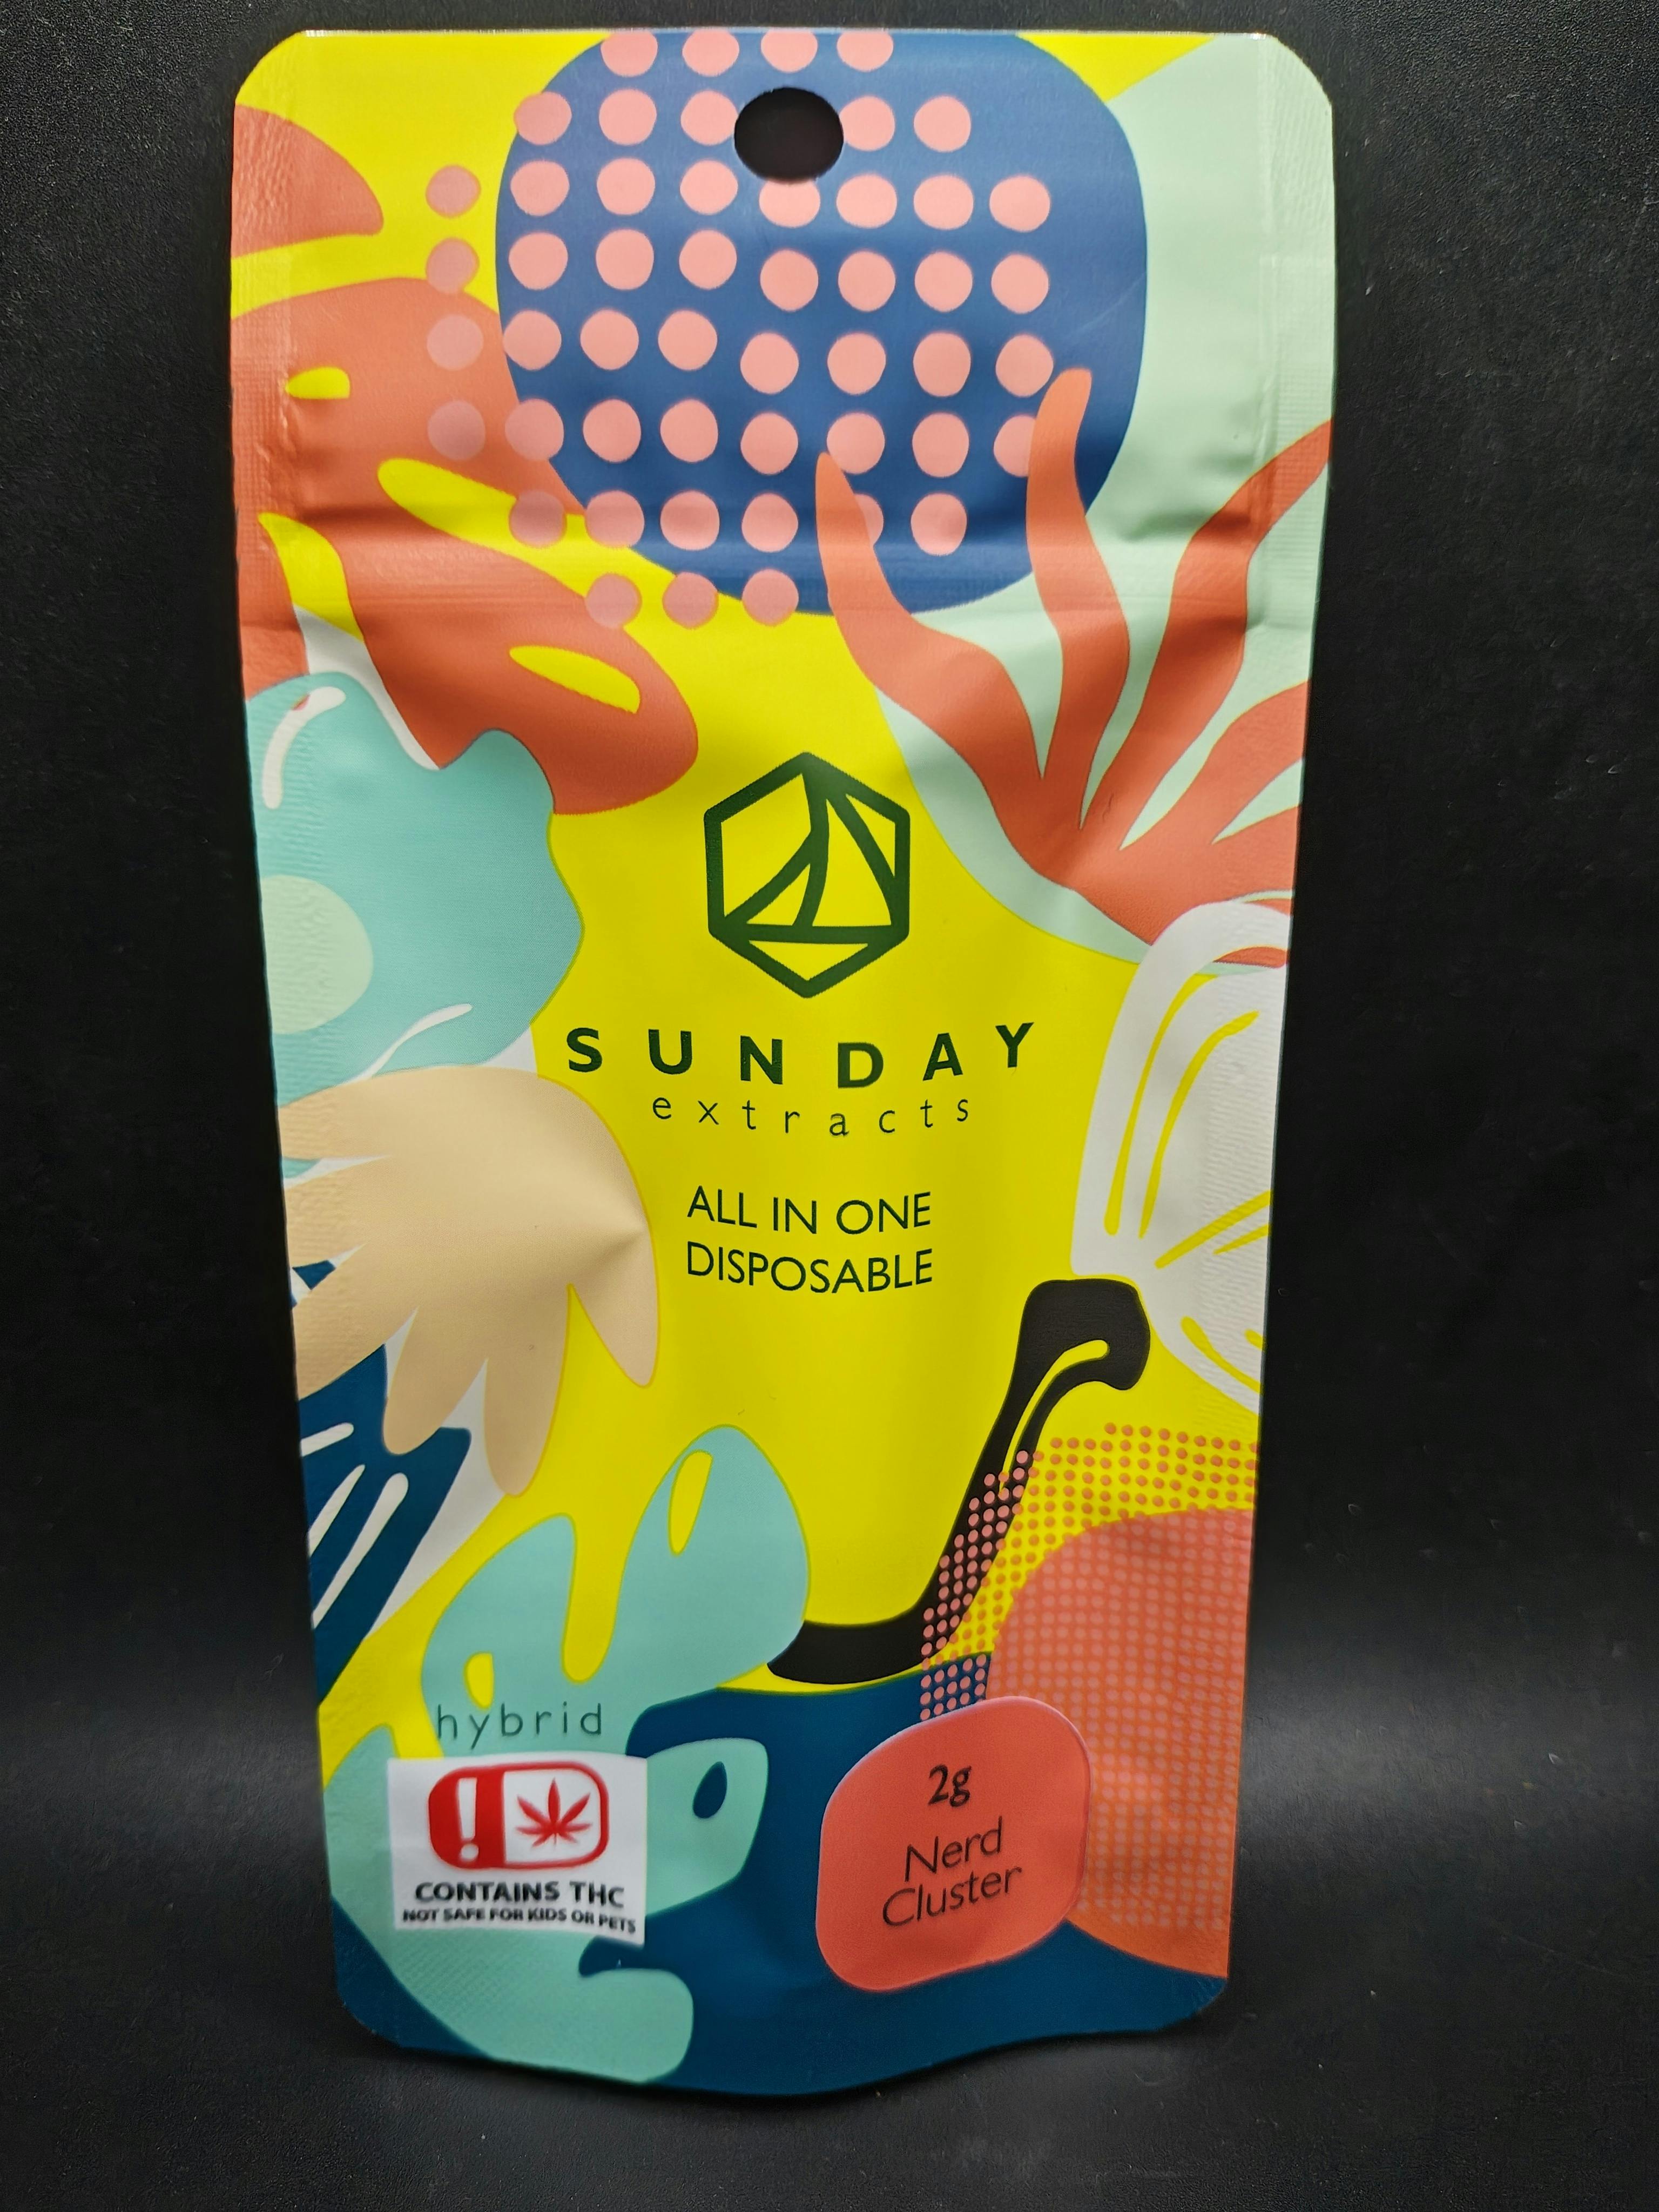 SUNDAY
extracts
ALL IN ONE
DISPOSABLE
hybrid
!
CONTAINS THC
NOT SAFE FOR KIDS OR PETS
2g
Nerd
Cluster